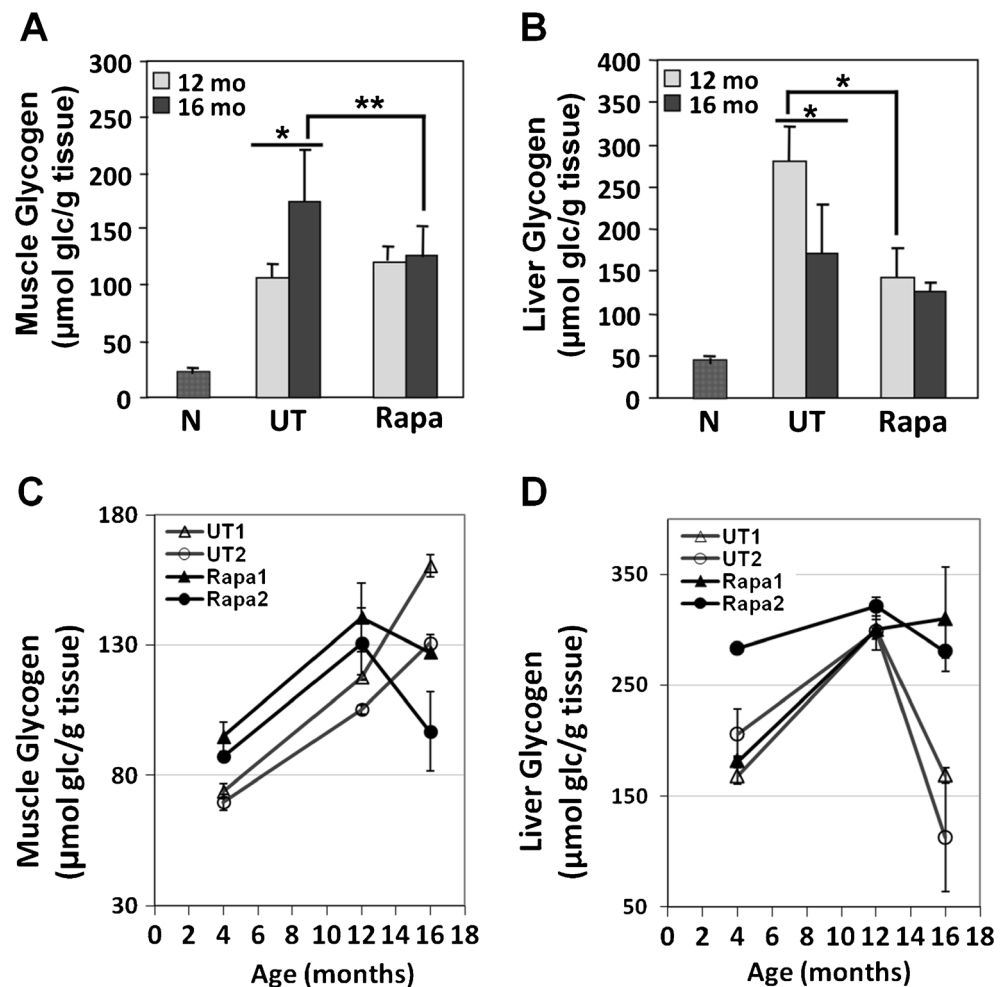 A
Muscle Glycogen
(µmol glc/g tissue)
300
250
200
150
100
50
0
12 mo
16 mo
*
**
N UT Rapa
B
Liver Glycogen
(µmol glc/g tissue)
400
350
300
250
200
150
100
50
0
12 mo
16 mo
*
*
N UT Rapa
C
Muscle Glycogen
(µmol glc/g tissue)
180
130
80
30
UT1
UT2
Rapa1
Rapa2
0 2 4 6 8 10 12 14 16 18
Age (months)
D
Liver Glycogen
(µmol glc/g tissue)
350
250
150
50
UT1
UT2
Rapa1
Rapa2
0 2 4 6 8 10 12 14 16 18
Age (months)